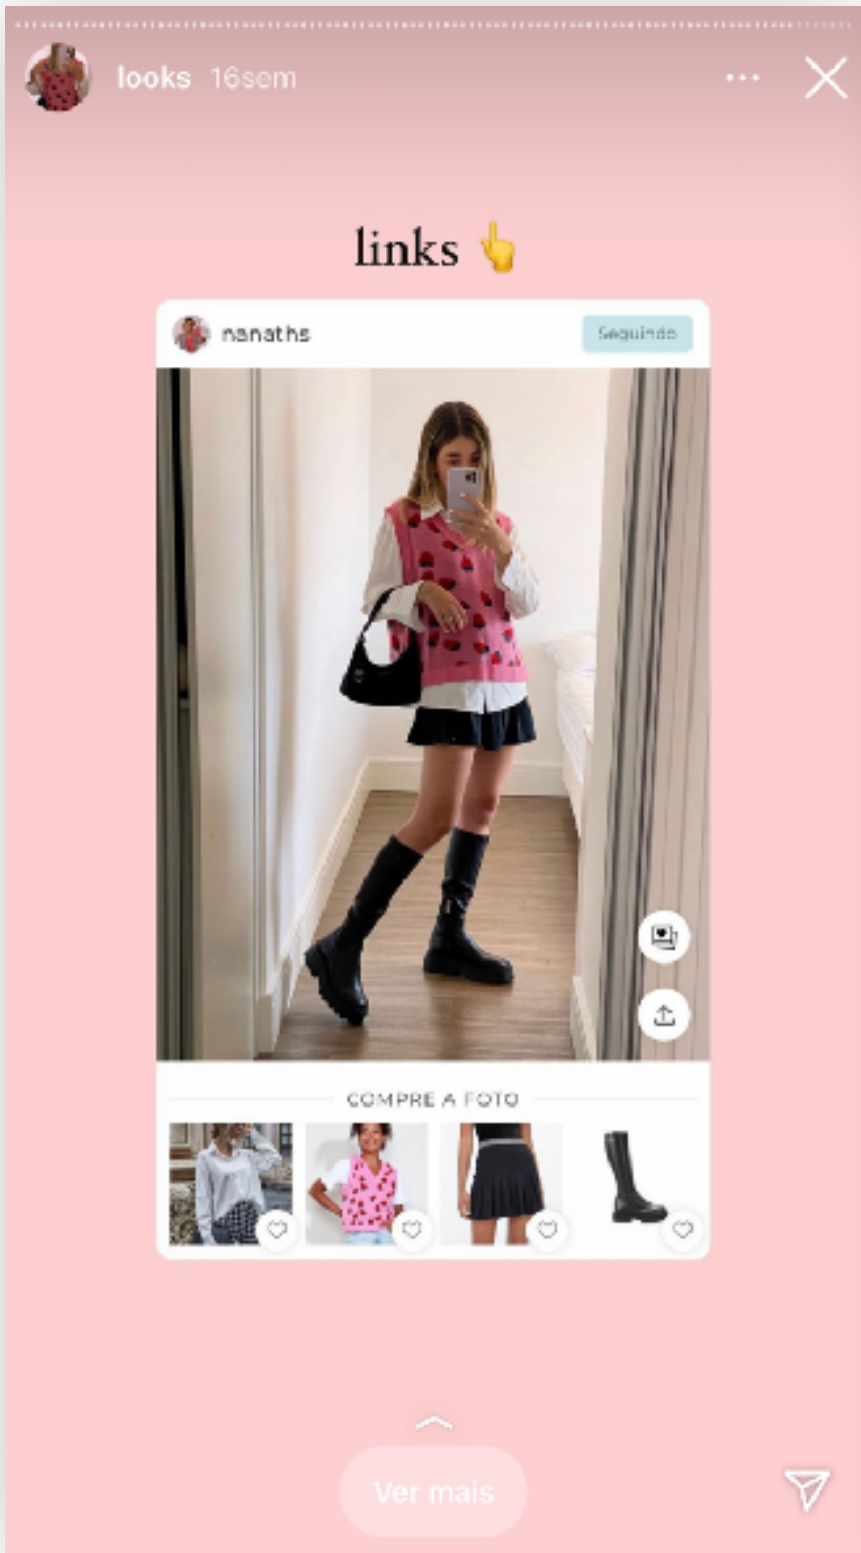 looks 16sem
links 👆
nanaths Seguindo
COMPRE A FOTO
Ver mais